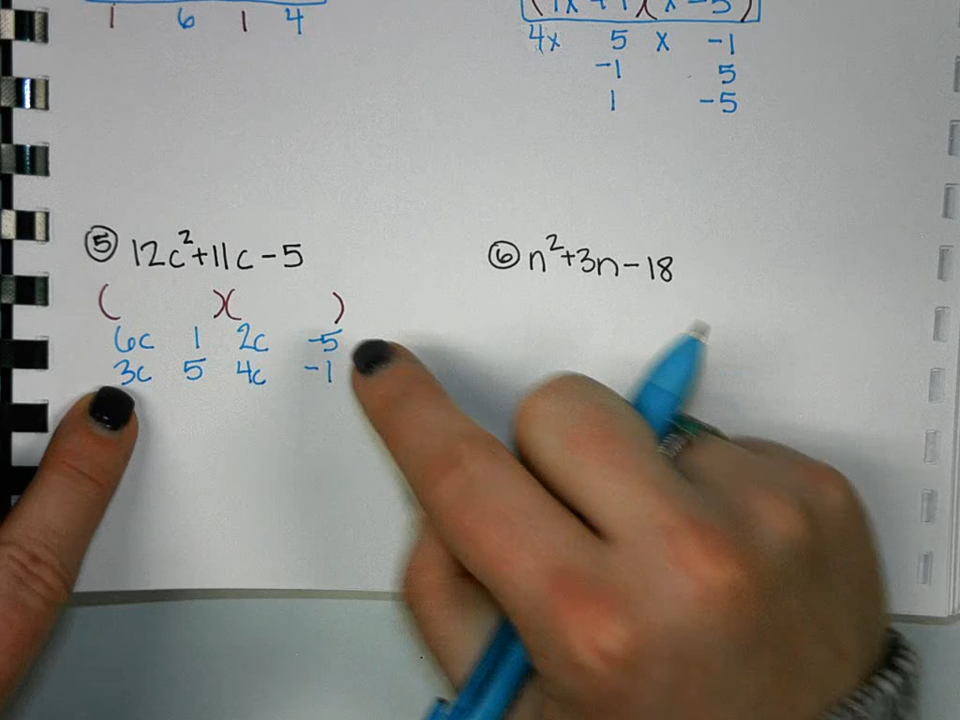 1 6 1 4
4x 5 x -1
-1 5
1 -5
⑤ 12c²+11c-5
( )( )
6c 1 2c -5
3c 5 4c -1
⑥ n²+3n-18